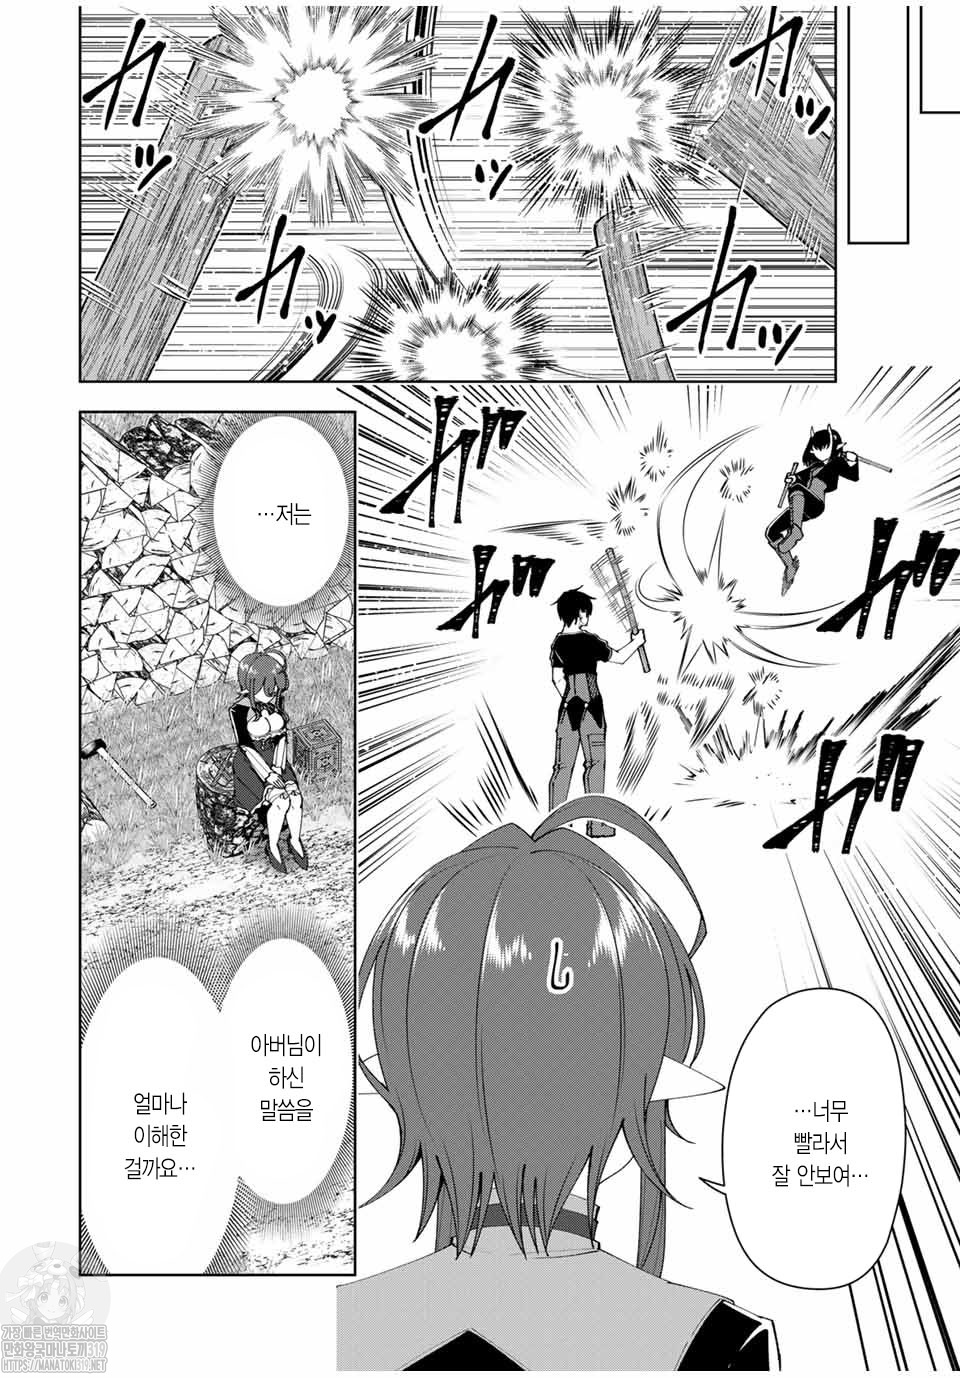 ガッ
ガッ
ガッ
ガッ
ガ
ガ
ガ
ガ
…너무
빨라서
잘 안보여…
…저는
아버님이
하신
말씀을
얼마나
이해한
걸까요…
가장 빠른 번역만화사이트
만화왕국마나토끼319
HTTPS://MANATOKI319.NET